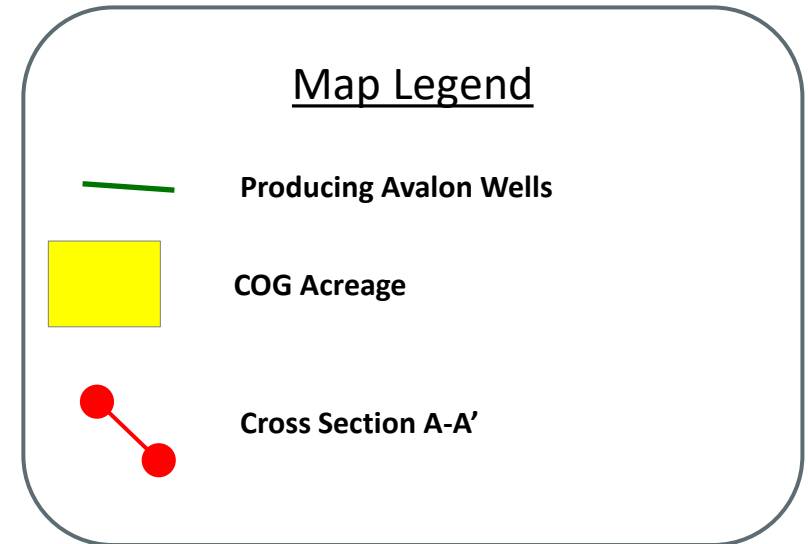 Map Legend
Producing Avalon Wells
COG Acreage
Cross Section A-A’